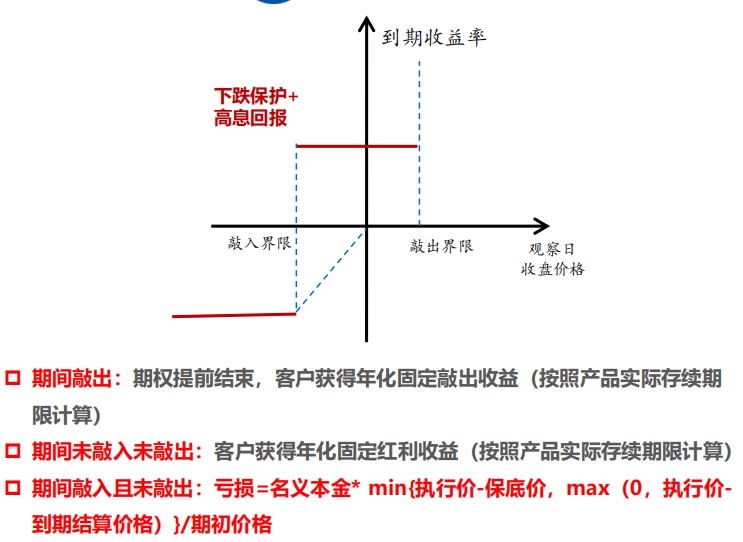 到期收益率
下跌保护+
高息回报
敲入界限
敲出界限
观察日
收盘价格
期间敲出：期权提前结束，客户获得年化固定敲出收益（按照产品实际存续期
限计算）
期间未敲入未敲出：客户获得年化固定红利收益（按照产品实际存续期限计算）
期间敲入且未敲出：亏损=名义本金* min{执行价-保底价，max（0，执行价-
到期结算价格）}/期初价格